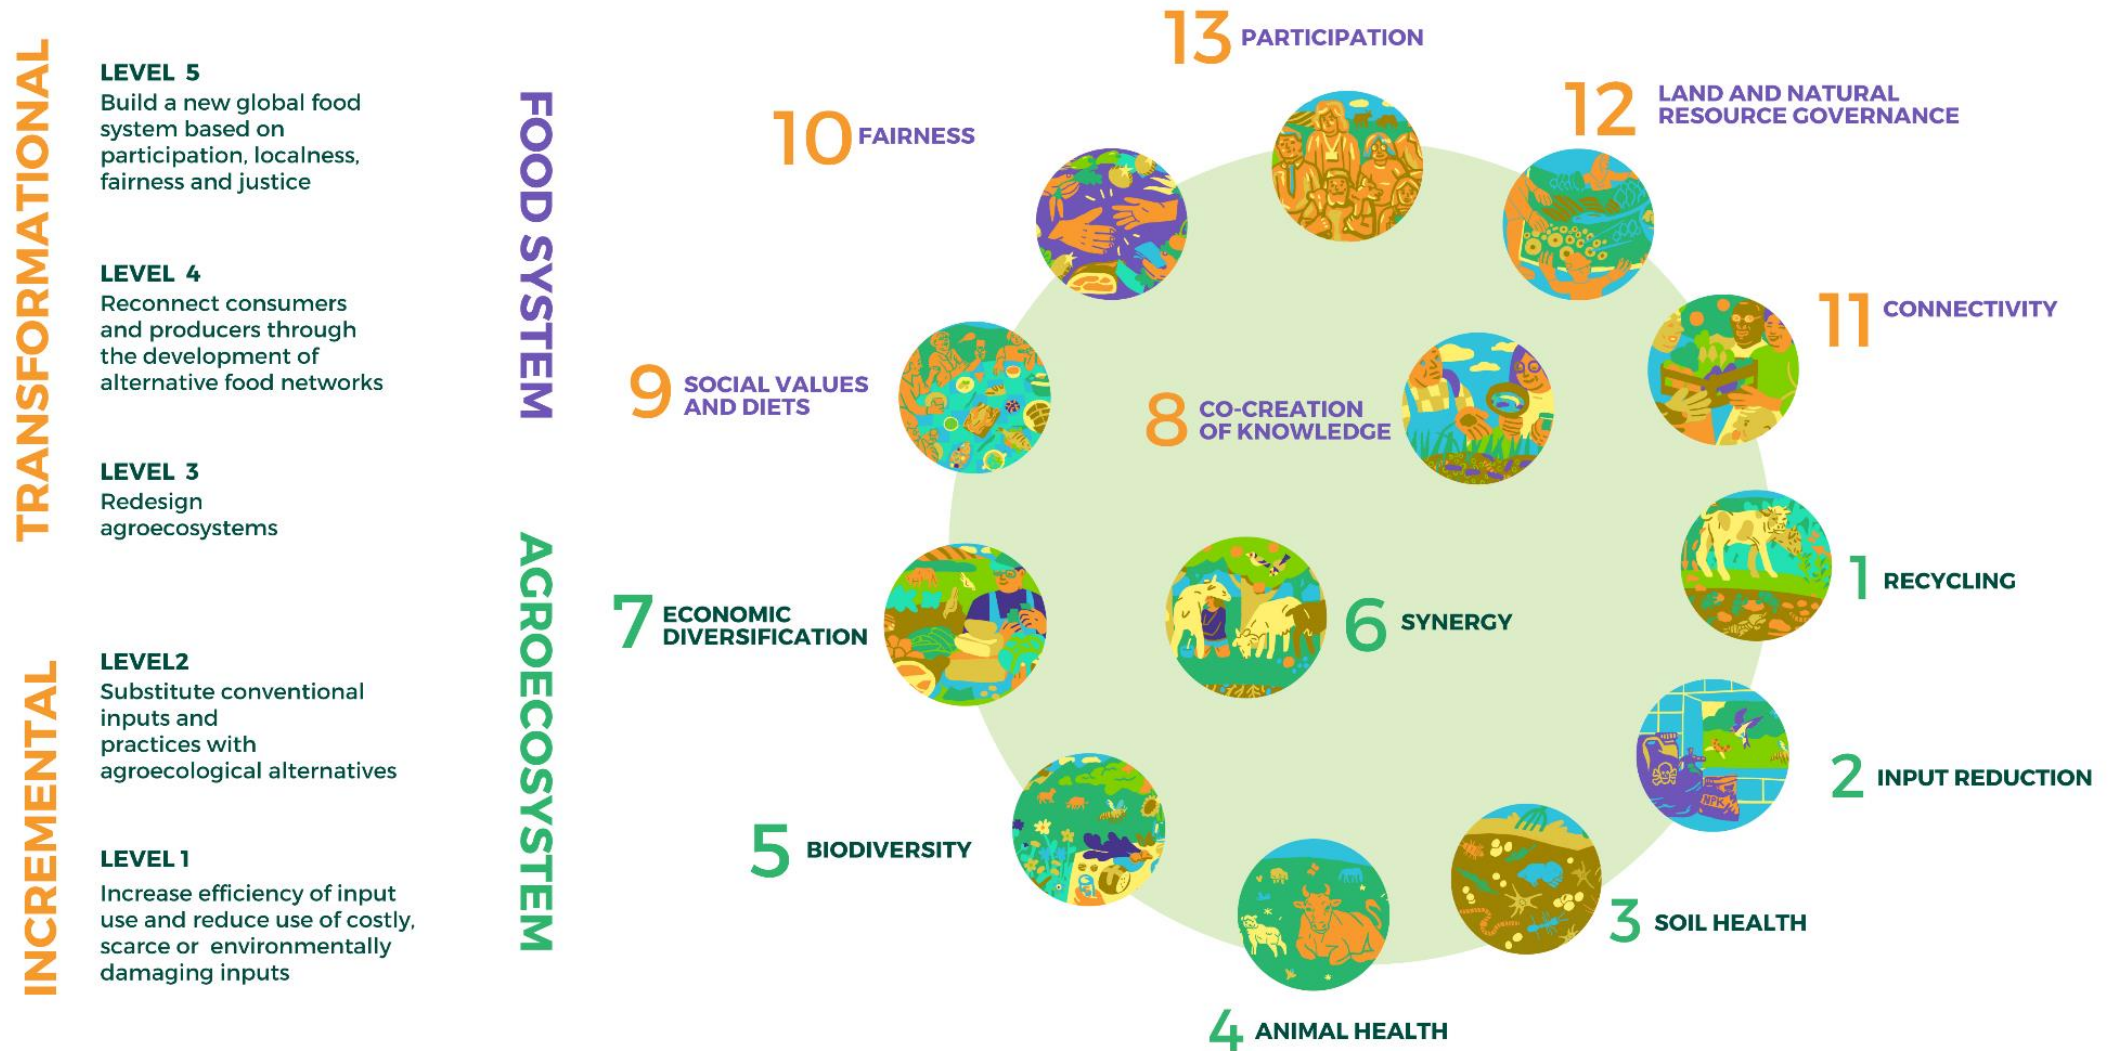 TRANSFORMATIONAL
LEVEL 5
Build a new global food
system based on
participation, localness,
fairness and justice
LEVEL 4
Reconnect consumers
and producers through
the development of
alternative food networks
LEVEL 3
Redesign
agroecosystems
INCREMENTAL
LEVEL2
Substitute conventional
inputs and
practices with
agroecological alternatives
LEVEL 1
Increase efficiency of input
use and reduce use of costly,
scarce or environmentally
damaging inputs
FOOD SYSTEM
AGROECOSYSTEM
13 PARTICIPATION
12 LAND AND NATURAL
RESOURCE GOVERNANCE
10 FAIRNESS
11 CONNECTIVITY
9 SOCIAL VALUES
AND DIETS
8 CO-CREATION
OF KNOWLEDGE
1 RECYCLING
7 ECONOMIC
DIVERSIFICATION
6 SYNERGY
2 INPUT REDUCTION
NPK
5 BIODIVERSITY
3 SOIL HEALTH
4 ANIMAL HEALTH